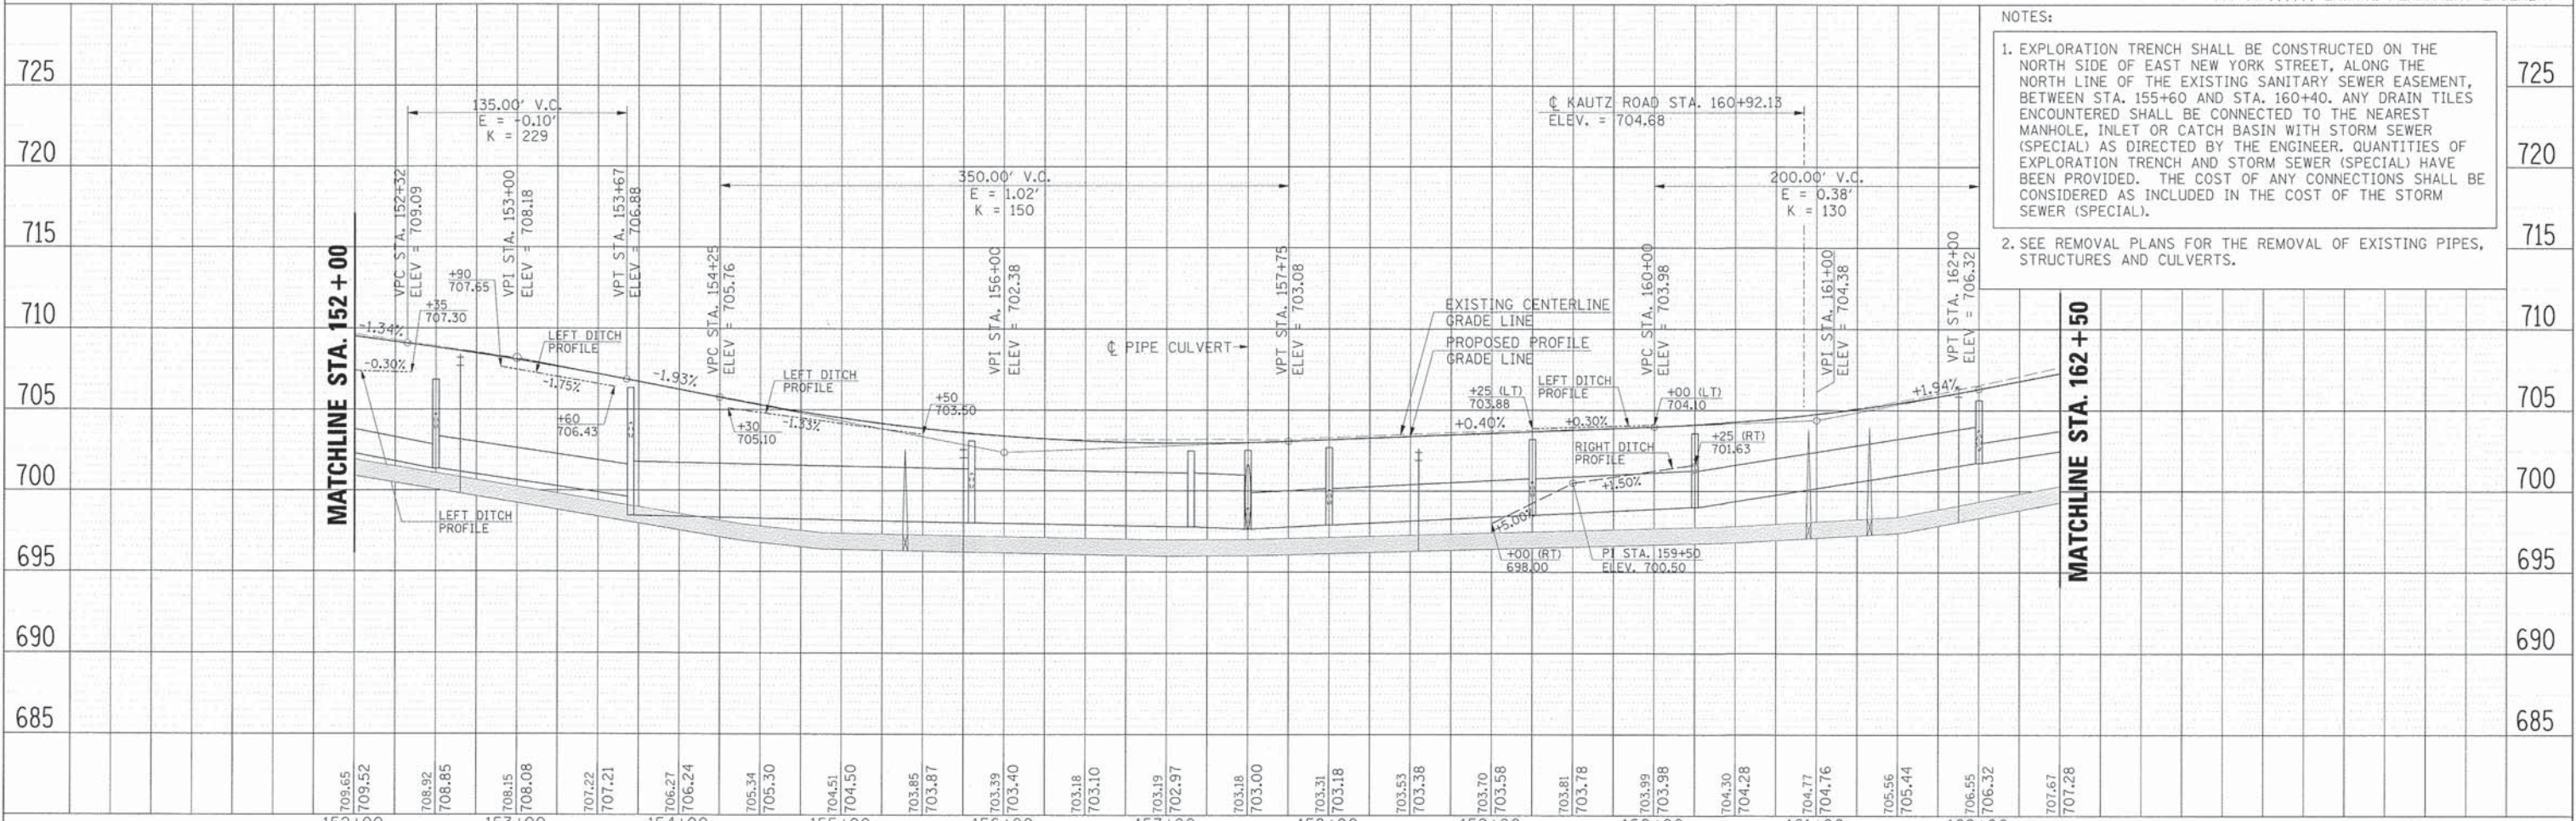 NOTES:
1. EXPLORATION TRENCH SHALL BE CONSTRUCTED ON THE
NORTH SIDE OF EAST NEW YORK STREET, ALONG THE
NORTH LINE OF THE EXISTING SANITARY SEWER EASEMENT,
BETWEEN STA. 155+60 AND STA. 160+40. ANY DRAIN TILES
ENCOUNTERED SHALL BE CONNECTED TO THE NEAREST
MANHOLE, INLET OR CATCH BASIN WITH STORM SEWER
(SPECIAL) AS DIRECTED BY THE ENGINEER. QUANTITIES OF
EXPLORATION TRENCH AND STORM SEWER (SPECIAL) HAVE
BEEN PROVIDED. THE COST OF ANY CONNECTIONS SHALL BE
CONSIDERED AS INCLUDED IN THE COST OF THE STORM
SEWER (SPECIAL).
2. SEE REMOVAL PLANS FOR THE REMOVAL OF EXISTING PIPES,
STRUCTURES AND CULVERTS.
725
720
715
710
705
700
695
690
685
MATCHLINE STA. 152+00
135.00' V.C.
E = -0.10'
K = 229
VPC STA. 152+32
ELEV = 709.09
VPI STA. 153+00
ELEV = 708.18
VPT STA. 153+67
ELEV = 706.88
-1.34%
+35
707.30
+90
707.65
-0.30%
LEFT DITCH
PROFILE
-1.75%
+60
706.43
-1.93%
LEFT DITCH
PROFILE
350.00' V.C.
E = 1.02'
K = 150
VPC STA. 154+25
ELEV = 705.76
VPI STA. 156+00
ELEV = 702.38
VPT STA. 157+75
ELEV = 703.08
LEFT DITCH
PROFILE
+30
705.10
-1.33%
+50
703.50
℄ PIPE CULVERT
EXISTING CENTERLINE
GRADE LINE
PROPOSED PROFILE
GRADE LINE
+0.40%
℄ KAUTZ ROAD STA. 160+92.13
ELEV. = 704.68
200.00' V.C.
E = 0.38'
K = 130
VPC STA. 160+00
ELEV = 703.98
VPI STA. 161+00
ELEV = 704.38
VPT STA. 162+00
ELEV = 706.32
+25 (LT)
703.88
LEFT DITCH
PROFILE
+0.30%
+00 (LT)
704.10
RIGHT DITCH
PROFILE
+25 (RT)
701.63
+1.50%
+5.00%
+00 (RT)
698.00
PI STA. 159+50
ELEV. 700.50
+1.94%
MATCHLINE STA. 162+50
725
720
715
710
705
700
695
690
685
709.65
709.52
708.92
708.85
708.15
708.08
707.22
707.21
706.27
706.24
705.34
705.30
704.51
704.50
703.85
703.87
703.39
703.40
703.18
703.10
703.19
702.97
703.18
703.00
703.31
703.18
703.53
703.38
703.70
703.58
703.81
703.78
703.99
703.98
704.30
704.28
704.77
704.76
705.56
705.44
706.55
706.32
707.67
707.28